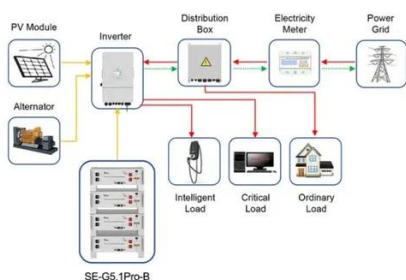 PV Module
Inverter
Distribution
Box
Electricity
Meter
Power
Grid
Alternator
Intelligent
Load
Critical
Load
Ordinary
Load
SE-G5.1Pro-B